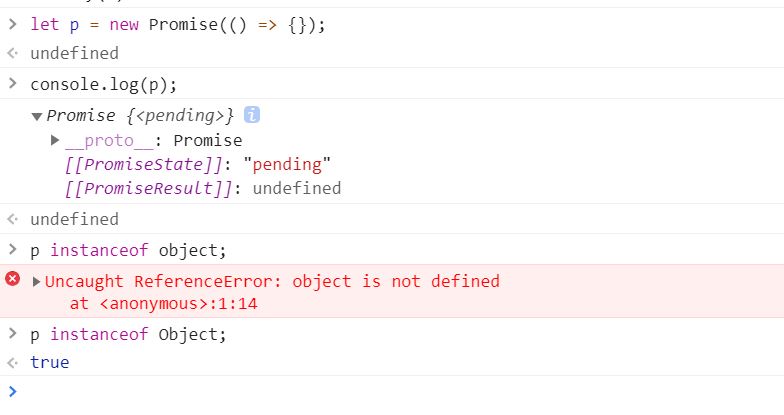 let p = new Promise(() => {});
undefined
console.log(p);
Promise {<pending>} i
__proto__: Promise
[[PromiseState]]: "pending"
[[PromiseResult]]: undefined
undefined
p instanceof object;
Uncaught ReferenceError: object is not defined
at <anonymous>:1:14
p instanceof Object;
true